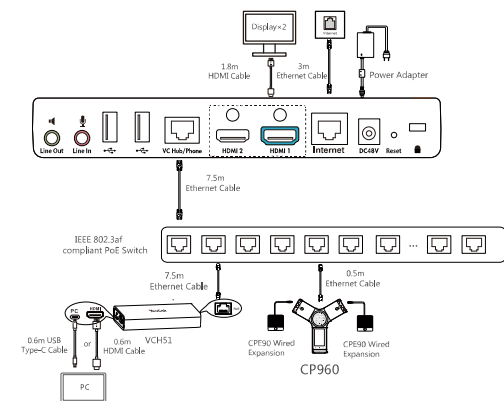 Display×2
Internet
1.8m
HDMI Cable
3m
Ethernet Cable
Power Adapter
Line Out
Line In
VC Hub/Phone
HDMI 2
HDMI 1
Internet
DC48V
Reset
7.5m
Ethernet Cable
IEEE 802.3af
compliant PoE Switch
...
7.5m
Ethernet Cable
0.5m
Ethernet Cable
PC
HDMI
VCH51
0.6m USB
Type-C Cable
or
0.6m
HDMI Cable
PC
CPE90 Wired
Expansion
CPE90 Wired
Expansion
CP960